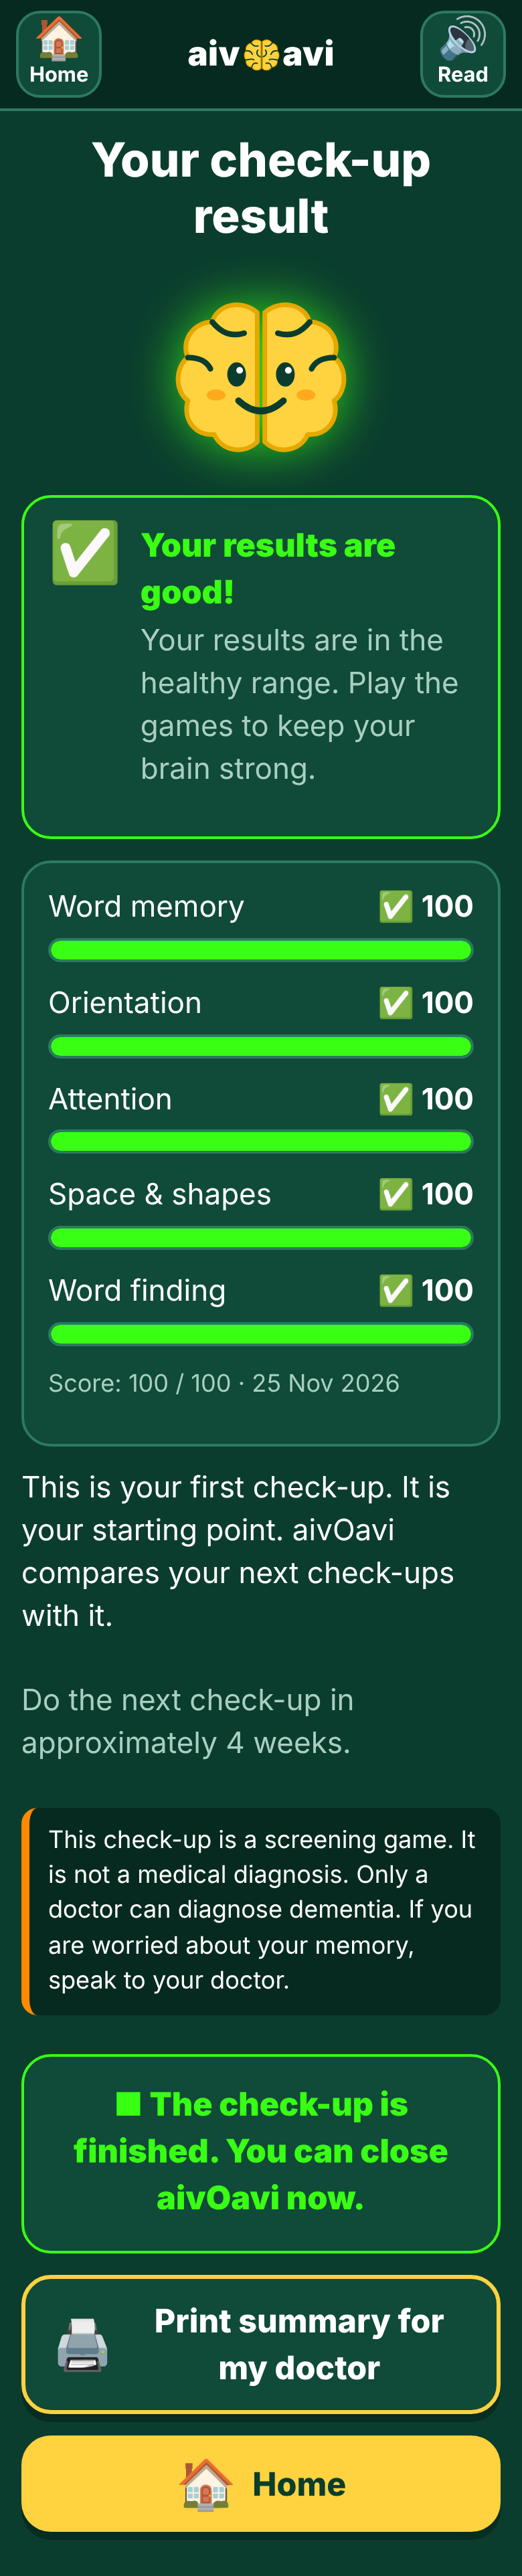 Home
aivOavi
Read
Your check-up
result
Your results are
good!
Your results are in the
healthy range. Play the
games to keep your
brain strong.
Word memory 100
Orientation 100
Attention 100
Space & shapes 100
Word finding 100
Score: 100 / 100 · 25 Nov 2026
This is your first check-up. It is
your starting point. aivOavi
compares your next check-ups
with it.
Do the next check-up in
approximately 4 weeks.
This check-up is a screening game. It
is not a medical diagnosis. Only a
doctor can diagnose dementia. If you
are worried about your memory,
speak to your doctor.
The check-up is
finished. You can close
aivOavi now.
Print summary for
my doctor
Home